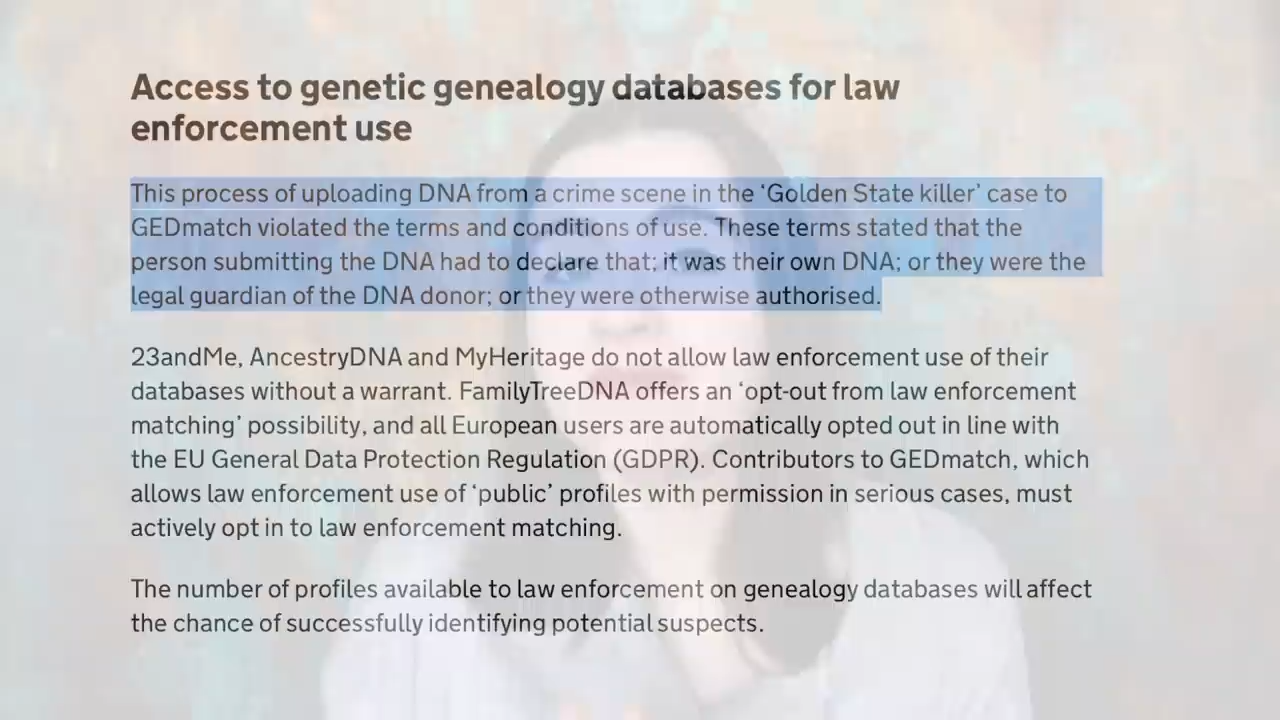 Access to genetic genealogy databases for law
enforcement use
This process of uploading DNA from a crime scene in the ‘Golden State killer’ case to
GEDmatch violated the terms and conditions of use. These terms stated that the
person submitting the DNA had to declare that; it was their own DNA; or they were the
legal guardian of the DNA donor; or they were otherwise authorised.
23andMe, AncestryDNA and MyHeritage do not allow law enforcement use of their
databases without a warrant. FamilyTreeDNA offers an ‘opt-out from law enforcement
matching’ possibility, and all European users are automatically opted out in line with
the EU General Data Protection Regulation (GDPR). Contributors to GEDmatch, which
allows law enforcement use of ‘public’ profiles with permission in serious cases, must
actively opt in to law enforcement matching.
The number of profiles available to law enforcement on genealogy databases will affect
the chance of successfully identifying potential suspects.